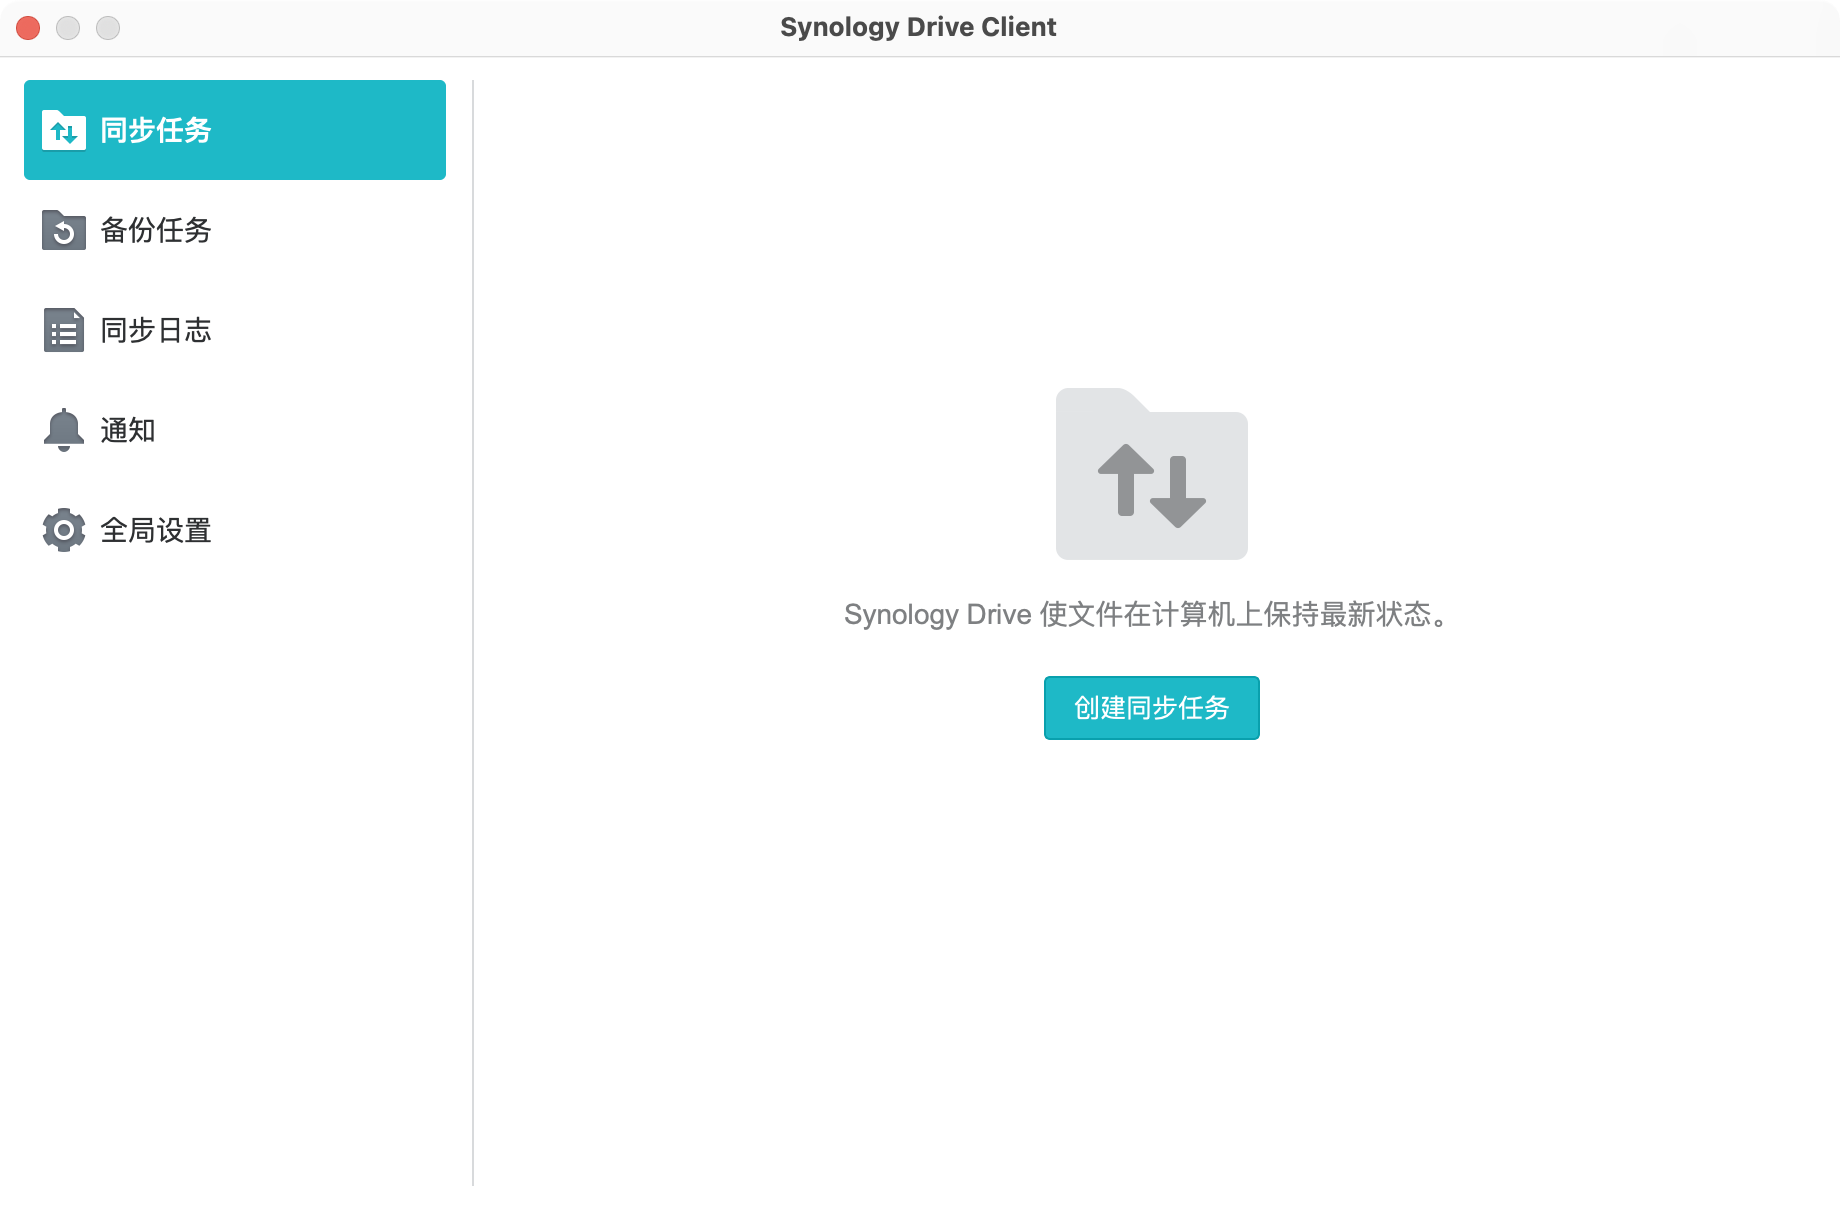 Synology Drive Client
同步任务
备份任务
同步日志
通知
全局设置
Synology Drive 使文件在计算机上保持最新状态。
创建同步任务